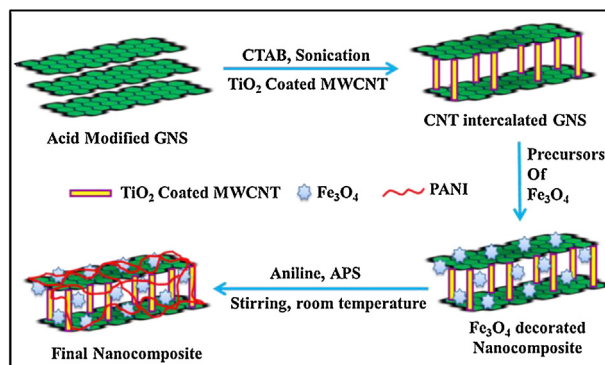 CTAB, Sonication
TiO₂ Coated MWCNT
Acid Modified GNS
CNT intercalated GNS
Precursors
Of
Fe₃O₄
TiO₂ Coated MWCNT
Fe₃O₄
PANI
Aniline, APS
Stirring, room temperature
Final Nanocomposite
Fe₃O₄ decorated
Nanocomposite